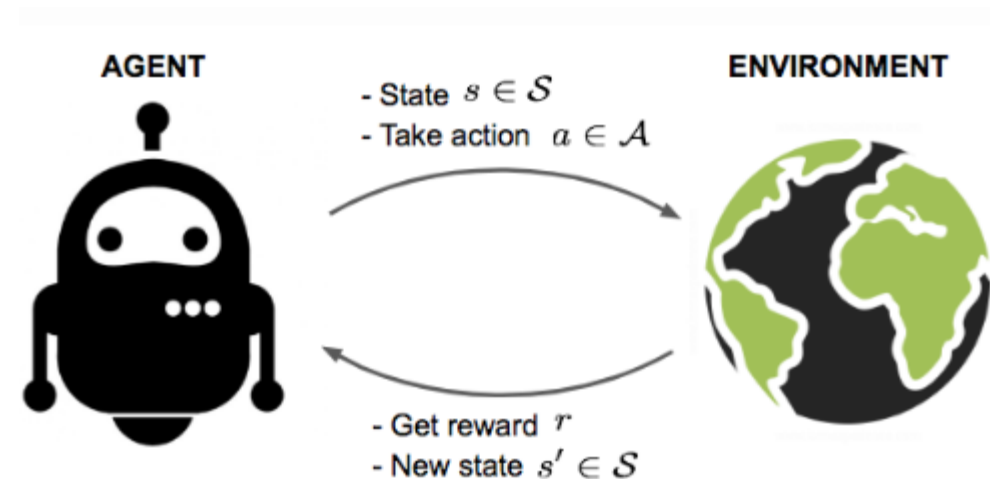 AGENT
ENVIRONMENT
- State s ∈ 𝒮
- Take action a ∈ 𝒜
- Get reward r
- New state s′ ∈ 𝒮